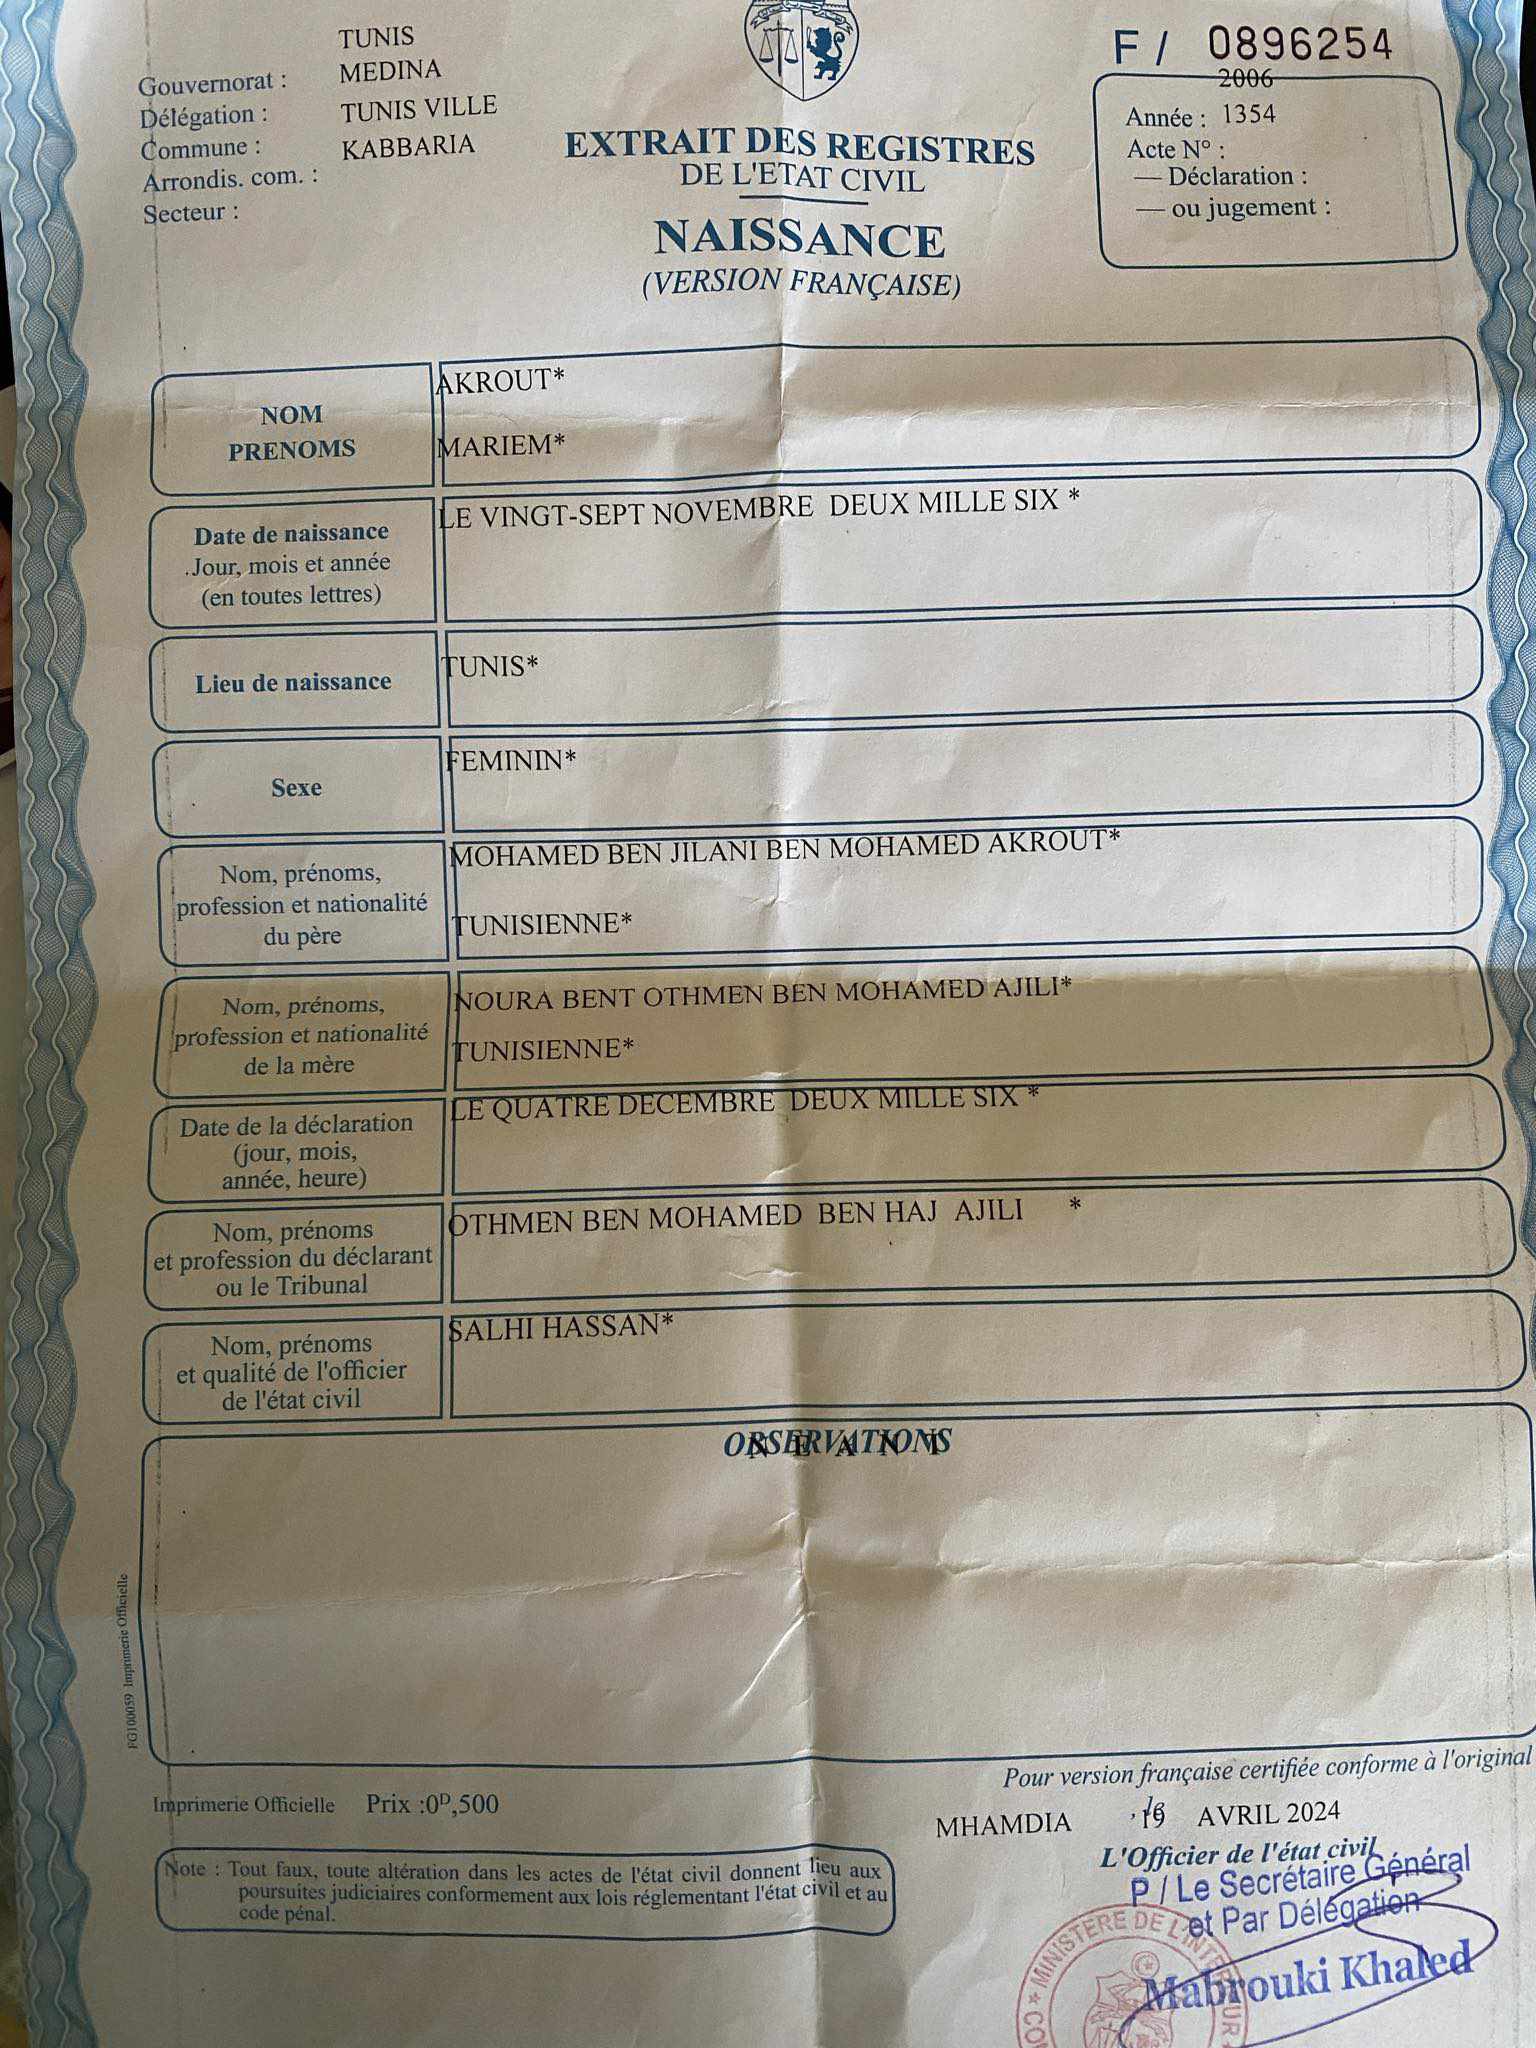 TUNIS
Gouvernorat : MEDINA
Délégation : TUNIS VILLE
Commune : KABBARIA
Arrondis. com. :
Secteur :
EXTRAIT DES REGISTRES
DE L'ETAT CIVIL
NAISSANCE
(VERSION FRANÇAISE)
F / 0896254
2006
Année : 1354
Acte N° :
— Déclaration :
— ou jugement :
NOM
PRENOMS
AKROUT*
MARIEM*
Date de naissance
Jour, mois et année
(en toutes lettres)
LE VINGT-SEPT NOVEMBRE DEUX MILLE SIX *
Lieu de naissance
TUNIS*
Sexe
FEMININ*
Nom, prénoms,
profession et nationalité
du père
MOHAMED BEN JILANI BEN MOHAMED AKROUT*
TUNISIENNE*
Nom, prénoms,
profession et nationalité
de la mère
NOURA BENT OTHMEN BEN MOHAMED AJILI*
TUNISIENNE*
Date de la déclaration
(jour, mois,
année, heure)
LE QUATRE DECEMBRE DEUX MILLE SIX *
Nom, prénoms
et profession du déclarant
ou le Tribunal
OTHMEN BEN MOHAMED BEN HAJ AJILI *
Nom, prénoms
et qualité de l'officier
de l'état civil
SALHI HASSAN*
OBSERVATIONS
N E A N T
FG100059 Imprimerie Officielle
Pour version française certifiée conforme à l'original
Imprimerie Officielle Prix :0D,500
MHAMDIA , le 19 AVRIL 2024
L'Officier de l'état civil
P / Le Secrétaire Général
et Par Délégation
Mabrouki Khaled
MINISTERE DE L'INTERIEUR
Note : Tout faux, toute altération dans les actes de l'état civil donnent lieu aux
poursuites judiciaires conformement aux lois réglementant l'état civil et au
code pénal.